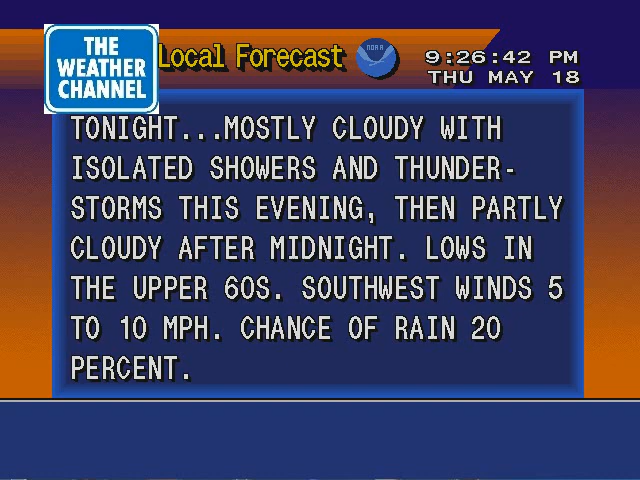 THE
WEATHER
CHANNEL
Local Forecast
NOAA
9:26:42 PM
THU MAY 18
TONIGHT...MOSTLY CLOUDY WITH
ISOLATED SHOWERS AND THUNDER-
STORMS THIS EVENING, THEN PARTLY
CLOUDY AFTER MIDNIGHT. LOWS IN
THE UPPER 60S. SOUTHWEST WINDS 5
TO 10 MPH. CHANCE OF RAIN 20
PERCENT.